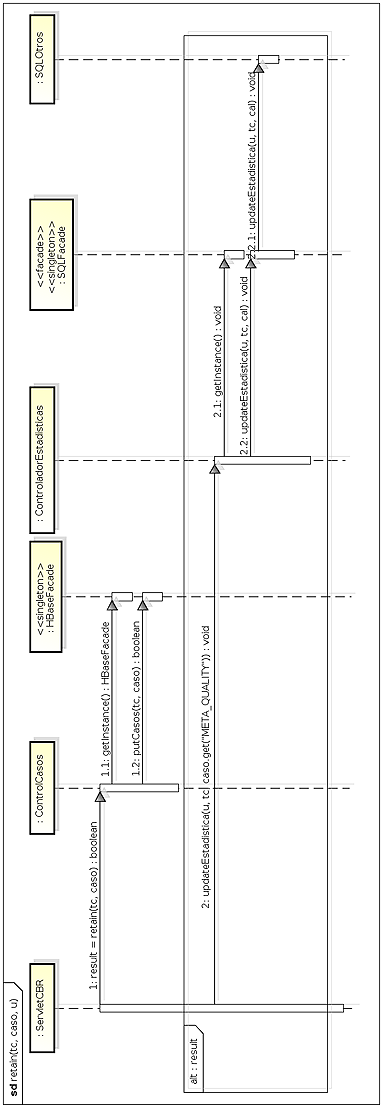 sd retain(tc, caso, u)
: ServletCBR
: ControlCasos
<<singleton>>
: HBaseFacade
: ControladorEstadisticas
<<facade>>
<<singleton>>
: SQLFacade
: SQLOtros
1: result = retain(tc, caso) : boolean
1.1: getInstance() : HBaseFacade
1.2: putCasos(tc, caso) : boolean
alt : result
2: updateEstadistica(u, tc, caso.get("META_QUALITY")) : void
2.1: getInstance() : void
2.2: updateEstadistica(u, tc, cal) : void
2.2.1: updateEstadistica(u, tc, cal) : void